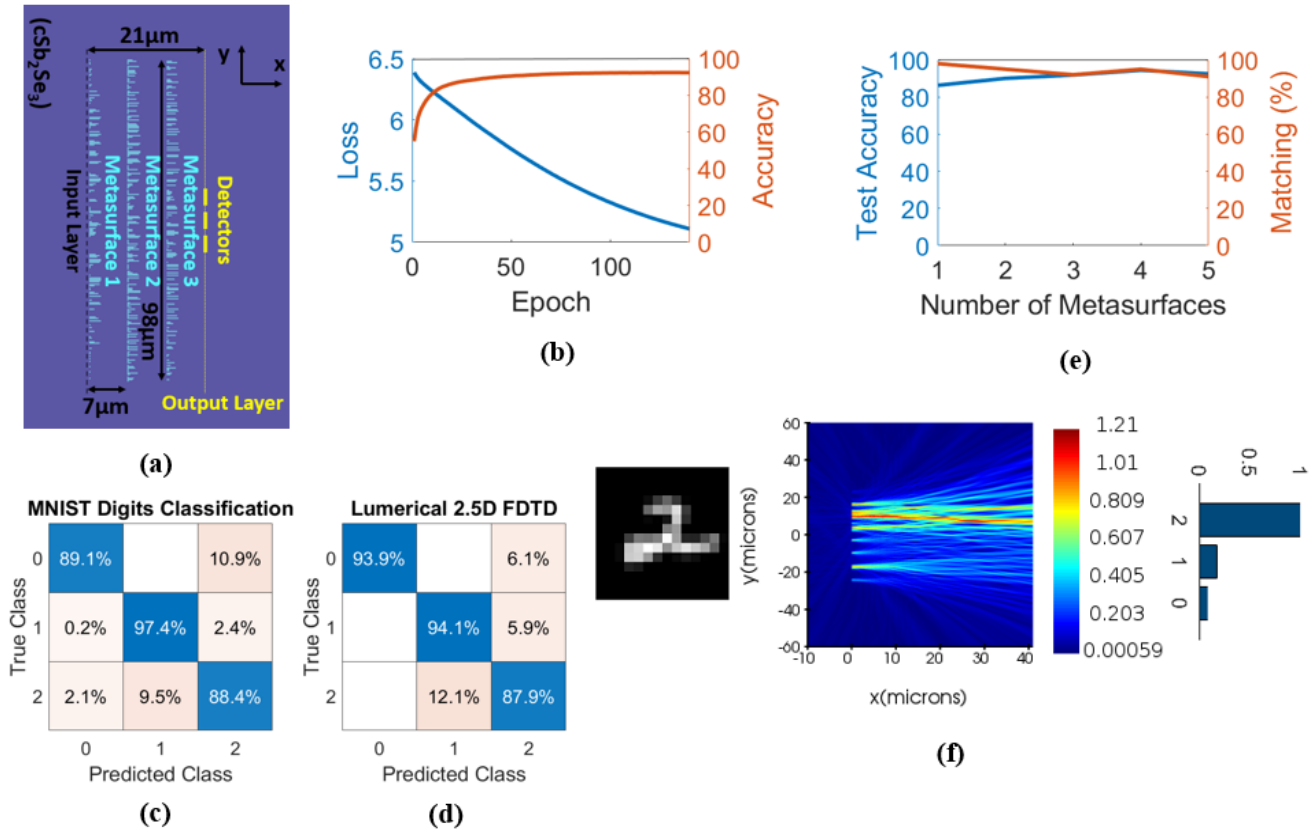 (cSb2Se3)
21μm
y
x
Input Layer
Metasurface 1
Metasurface 2
Metasurface 3
Detectors
98μm
7μm
Output Layer
(a)
6.5
6
5.5
5
Loss
100
80
60
40
20
0
Accuracy
0
50
100
Epoch
(b)
100
80
60
40
20
0
Test Accuracy
100
80
60
40
20
0
Matching (%)
1
2
3
4
5
Number of Metasurfaces
(e)
MNIST Digits Classification
True Class
0
89.1%
10.9%
1
0.2%
97.4%
2.4%
2
2.1%
9.5%
88.4%
0
1
2
Predicted Class
(c)
Lumerical 2.5D FDTD
True Class
0
93.9%
6.1%
1
94.1%
5.9%
2
12.1%
87.9%
0
1
2
Predicted Class
(d)
y(microns)
60
40
20
0
-20
-40
-60
-10
0
10
20
30
40
x(microns)
1.21
1.01
0.809
0.607
0.405
0.203
0.00059
0
0.5
1
2
1
0
(f)